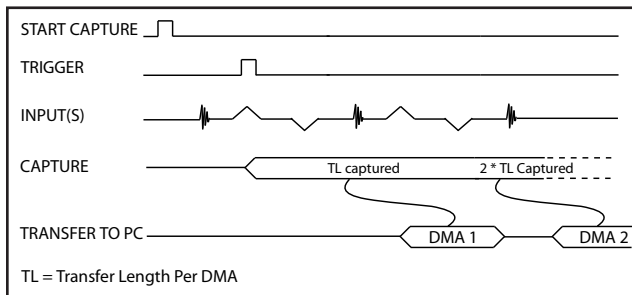 START CAPTURE
TRIGGER
INPUT(S)
CAPTURE
TL captured
2 * TL Captured
TRANSFER TO PC
DMA 1
DMA 2
TL = Transfer Length Per DMA